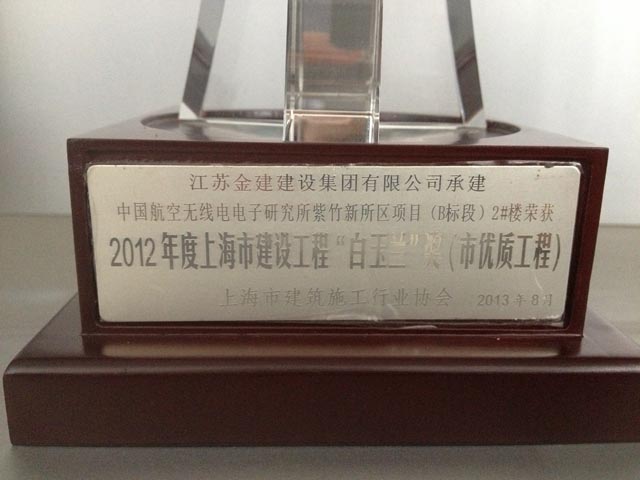 江苏金建建设集团有限公司承建
中国航空无线电电子研究所紫竹新所区项目（B标段）2#楼荣获
2012年度上海市建设工程“白玉兰”奖（市优质工程）
上海市建筑施工行业协会 2013年8月